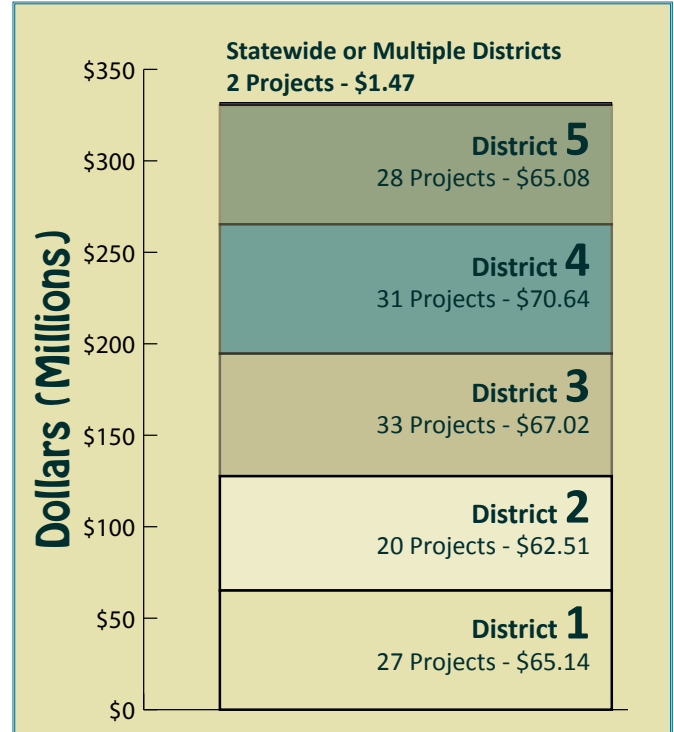 Statewide or Multiple Districts
2 Projects - $1.47
$350
$300
$250
$200
$150
$100
$50
$0
Dollars (Millions)
District 5
28 Projects - $65.08
District 4
31 Projects - $70.64
District 3
33 Projects - $67.02
District 2
20 Projects - $62.51
District 1
27 Projects - $65.14